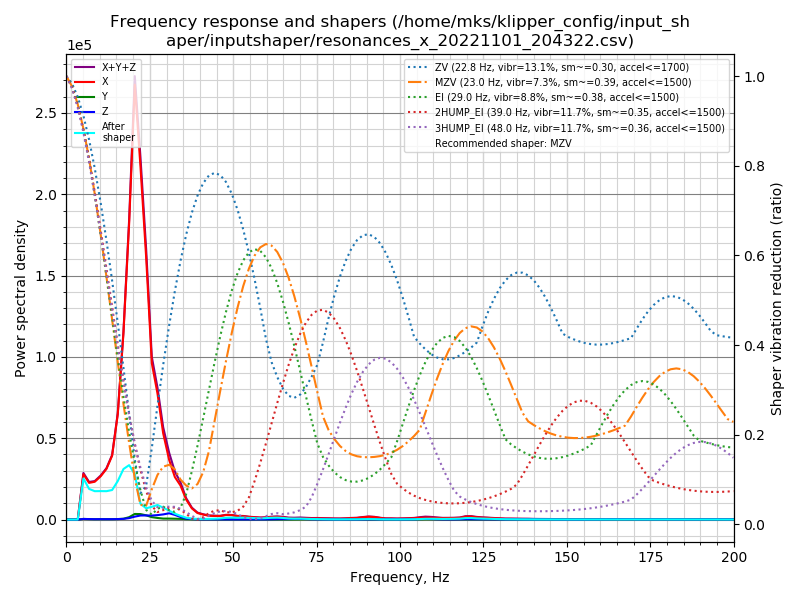 Frequency response and shapers (/home/mks/klipper_config/input_sh
aper/inputshaper/resonances_x_20221101_204322.csv)
1e5
X+Y+Z
X
Y
Z
After
shaper
ZV (22.8 Hz, vibr=13.1%, sm~=0.30, accel<=1700)
MZV (23.0 Hz, vibr=7.3%, sm~=0.39, accel<=1500)
EI (29.0 Hz, vibr=8.8%, sm~=0.38, accel<=1500)
2HUMP_EI (39.0 Hz, vibr=11.7%, sm~=0.35, accel<=1500)
3HUMP_EI (48.0 Hz, vibr=11.7%, sm~=0.36, accel<=1500)
Recommended shaper: MZV
Power spectral density
2.5
2.0
1.5
1.0
0.5
0.0
1.0
0.8
0.6
0.4
0.2
0.0
Shaper vibration reduction (ratio)
0 25 50 75 100 125 150 175 200
Frequency, Hz